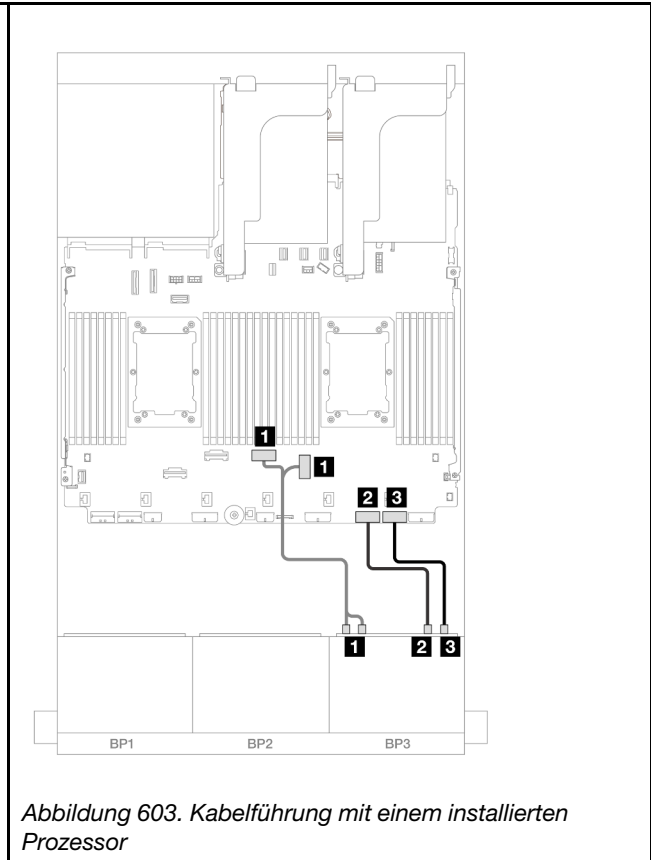 1
1
2 3
1 2 3
BP1 BP2 BP3
Abbildung 603. Kabelführung mit einem installierten
Prozessor